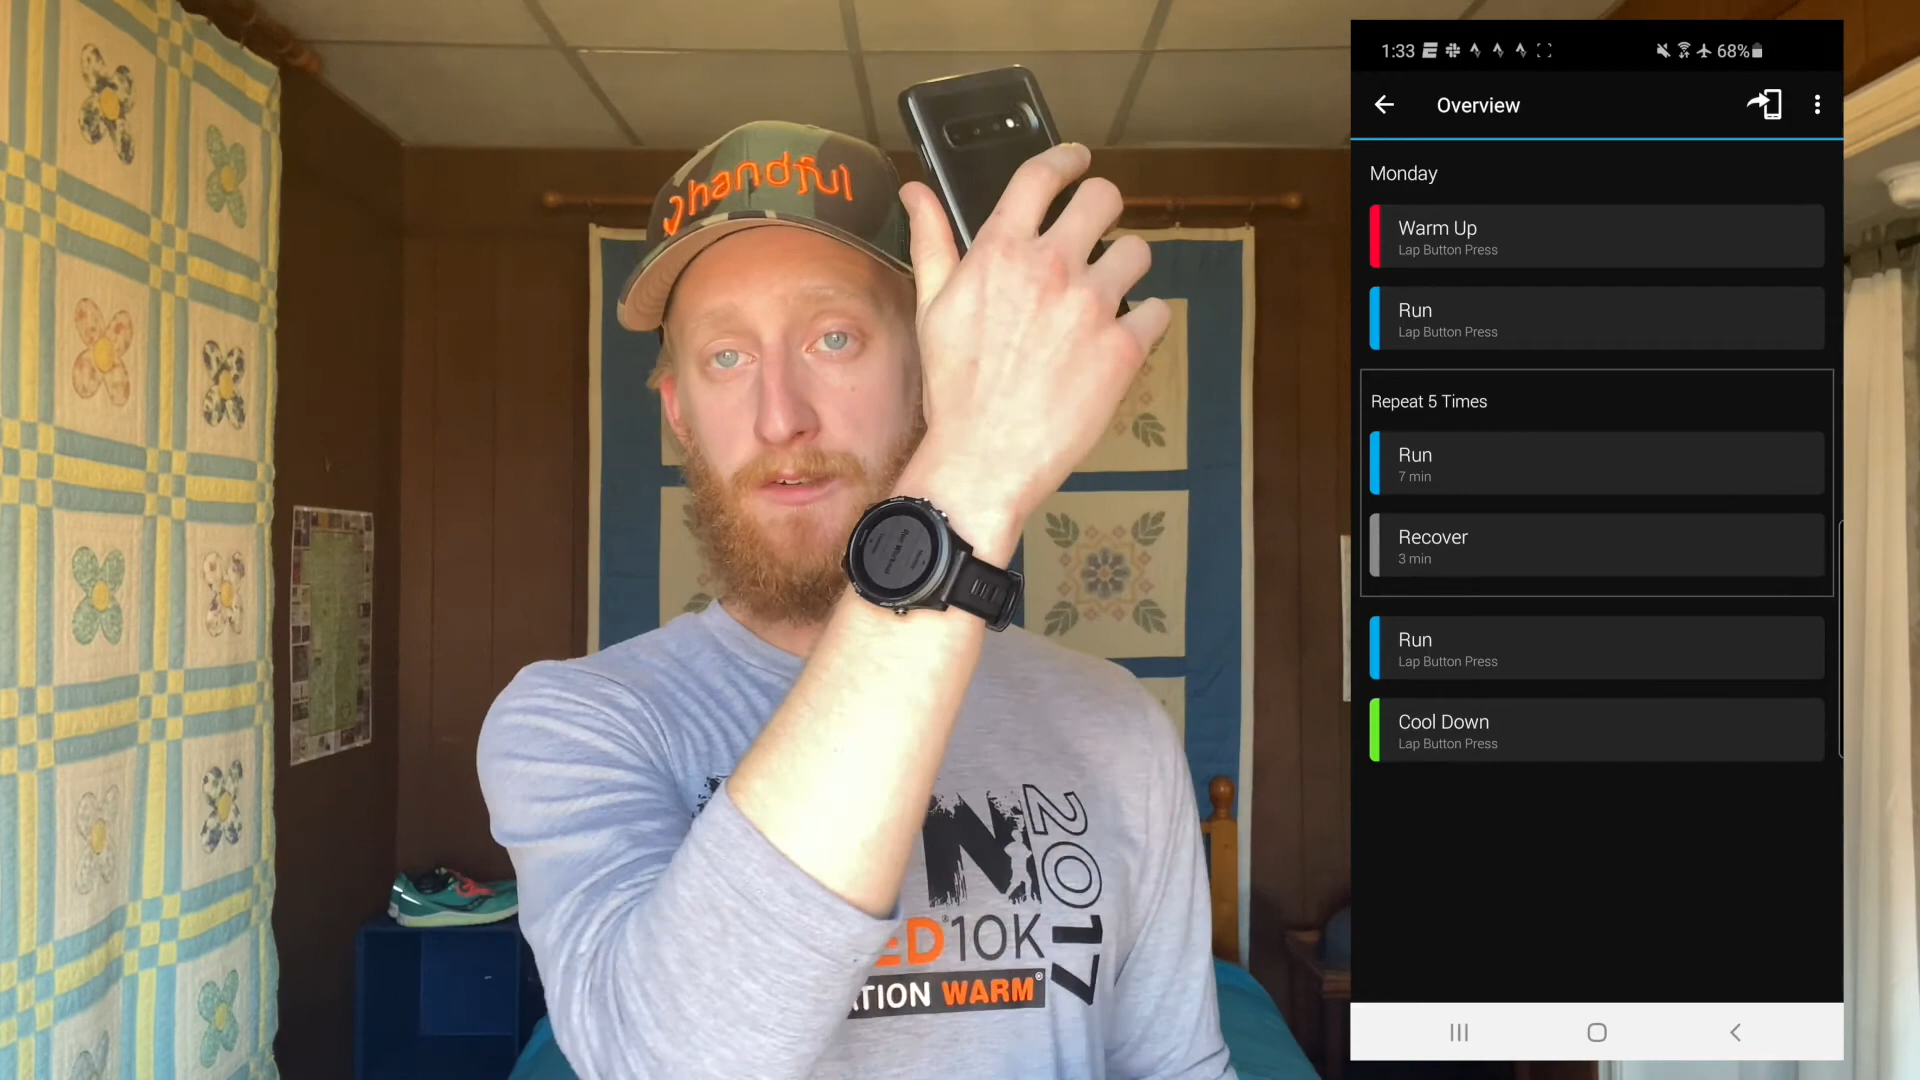 handful
2017
N
ED® 10K
TION WARM®
1:33
68%
Overview
Monday
Warm Up
Lap Button Press
Run
Lap Button Press
Repeat 5 Times
Run
7 min
Recover
3 min
Run
Lap Button Press
Cool Down
Lap Button Press